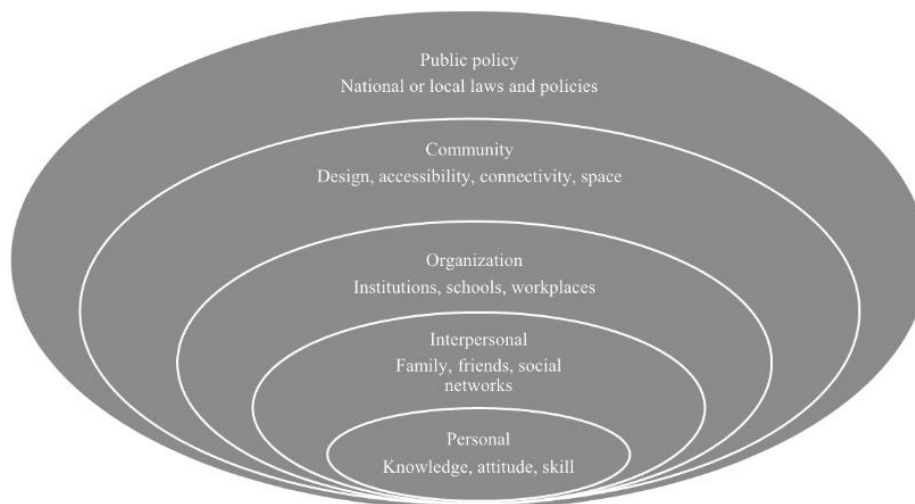 Public policy
National or local laws and policies
Community
Design, accessibility, connectivity, space
Organization
Institutions, schools, workplaces
Interpersonal
Family, friends, social
networks
Personal
Knowledge, attitude, skill